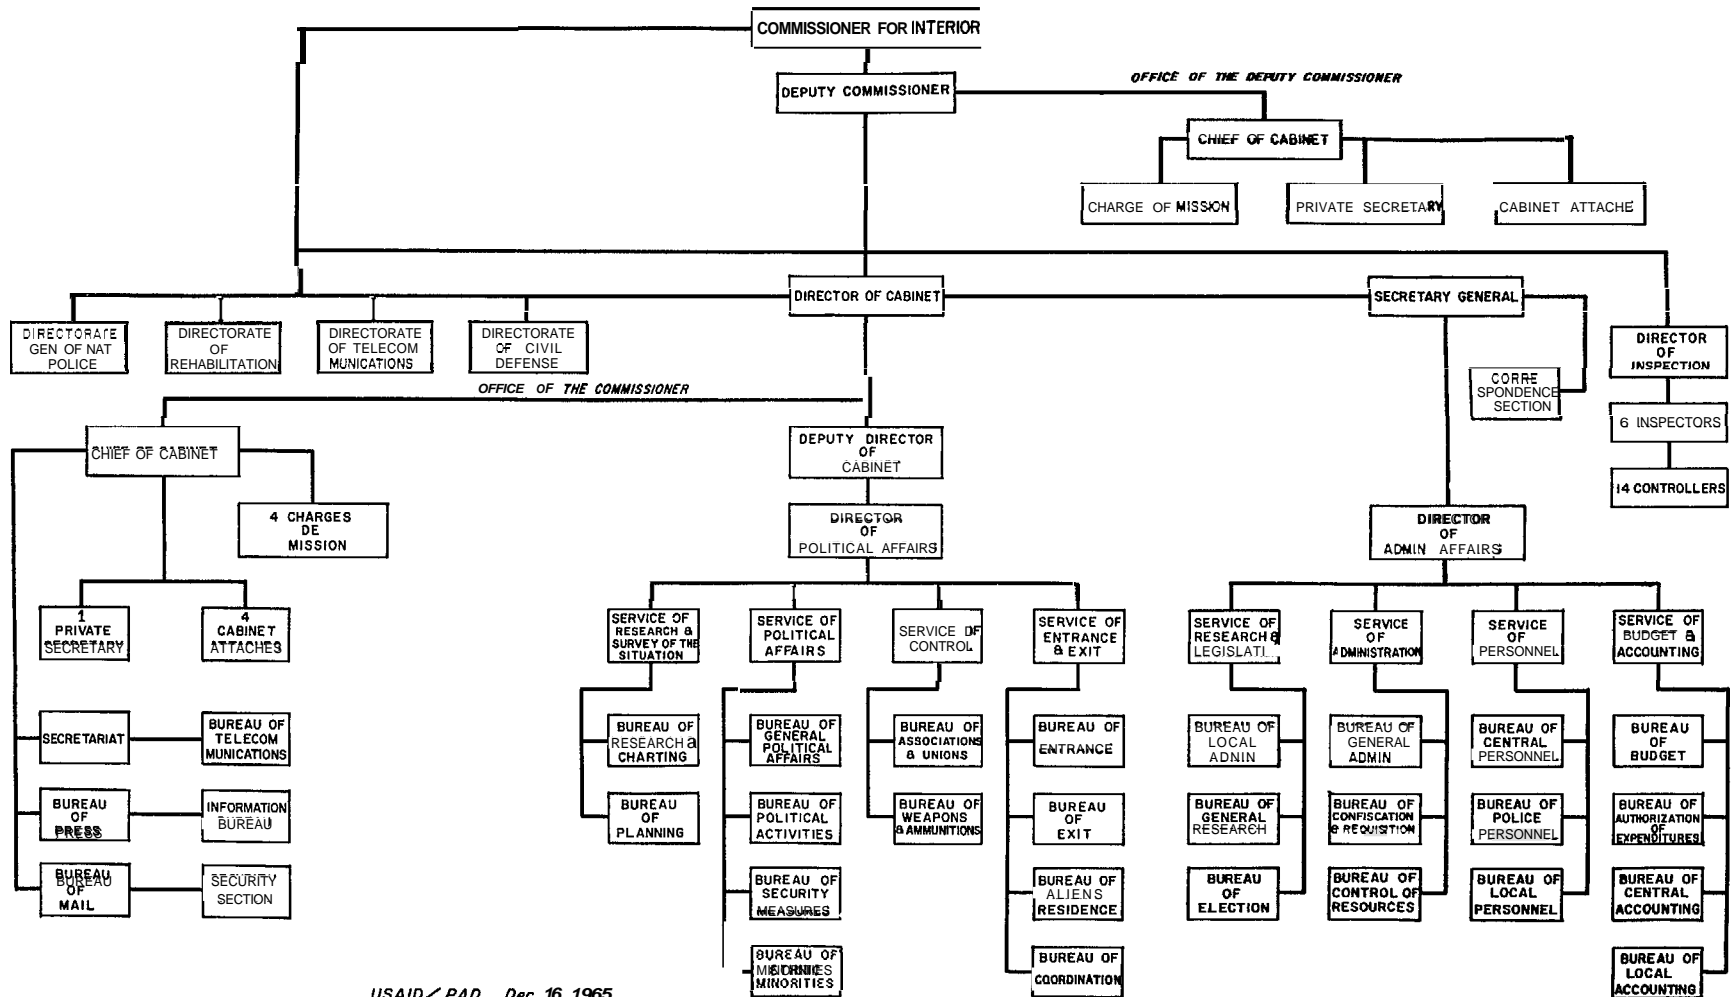 COMMISSIONER FOR INTERIOR
OFFICE OF THE DEPUTY COMMISSIONER
DEPUTY COMMISSIONER
CHIEF OF CABINET
CHARGE OF MISSION
PRIVATE SECRETARY
CABINET ATTACHE
DIRECTOR OF CABINET
SECRETARY GENERAL
DIRECTORATE
GEN OF NAT
POLICE
DIRECTORATE
OF
REHABILITATION
DIRECTORATE
OF TELECOM
MUNICATIONS
DIRECTORATE
OF CIVIL
DEFENSE
DIRECTOR
OF
INSPECTION
CORRE
SPONDENCE
SECTION
OFFICE OF THE COMMISSIONER
6 INSPECTORS
CHIEF OF CABINET
DEPUTY DIRECTOR
OF
CABINET
14 CONTROLLERS
4 CHARGES
DE
MISSION
DIRECTOR
OF
POLITICAL AFFAIRS
DIRECTOR
OF
ADMIN AFFAIRS
1
PRIVATE
SECRETARY
4
CABINET
ATTACHES
SERVICE OF
RESEARCH &
SURVEY OF THE
SITUATION
SERVICE OF
POLITICAL
AFFAIRS
SERVICE OF
CONTROL
SERVICE OF
ENTRANCE
& EXIT
SERVICE OF
RESEARCH &
LEGISLATI...
SERVICE
OF
ADMINISTRATION
SERVICE
OF
PERSONNEL
SERVICE OF
BUDGET &
ACCOUNTING
SECRETARIAT
BUREAU OF
TELECOM
MUNICATIONS
BUREAU OF
RESEARCH &
CHARTING
BUREAU OF
GENERAL
POLITICAL
AFFAIRS
BUREAU OF
ASSOCIATIONS
& UNIONS
BUREAU OF
ENTRANCE
BUREAU OF
LOCAL
ADNIN
BUREAU OF
GENERAL
ADMIN
BUREAU OF
CENTRAL
PERSONNEL
BUREAU
OF
BUDGET
BUREAU
OF
PRESS
INFORMATION
BUREAU
BUREAU
OF
PLANNING
BUREAU OF
POLITICAL
ACTIVITIES
BUREAU OF
WEAPONS
& AMMUNITIONS
BUREAU
OF
EXIT
BUREAU OF
GENERAL
RESEARCH
BUREAU OF
CONFISCATION
& REQUISITION
BUREAU OF
POLICE
PERSONNEL
BUREAU OF
AUTHORIZATION
OF
EXPENDITURES
BUREAU
OF
MAIL
SECURITY
SECTION
BUREAU OF
SECURITY
MEASURES
BUREAU OF
ALIENS
RESIDENCE
BUREAU
OF
ELECTION
BUREAU OF
CONTROL OF
RESOURCES
BUREAU OF
LOCAL
PERSONNEL
BUREAU OF
CENTRAL
ACCOUNTING
BUREAU OF
MINORITIES
BUREAU OF
COORDINATION
BUREAU OF
LOCAL
ACCOUNTING
USAID/PAD Dec 16 1965